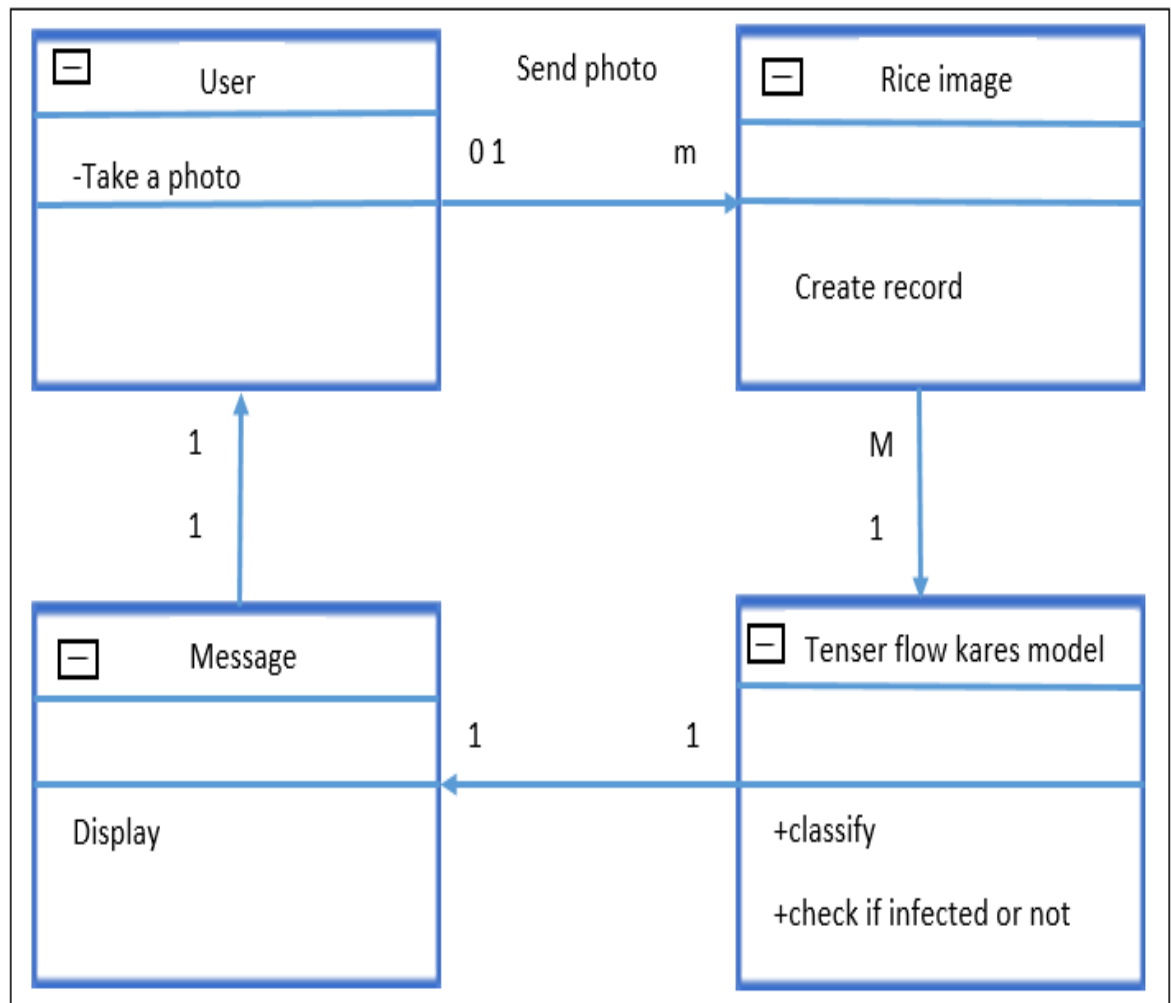 User
Send photo
Rice image
0 1
m
-Take a photo
Create record
1
M
1
1
Message
Tenser flow kares model
1
1
Display
+classify
+check if infected or not